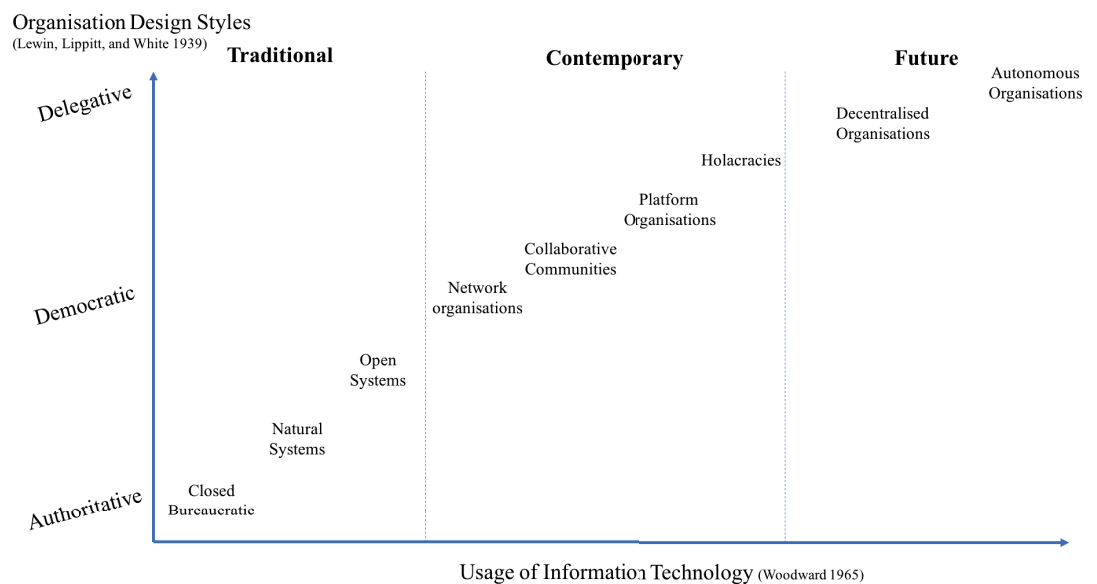 Organisation Design Styles
(Lewin, Lippitt, and White 1939)
Traditional
Contemporary
Future
Delegative
Autonomous
Organisations
Decentralised
Organisations
Holacracies
Platform
Organisations
Collaborative
Communities
Democratic
Network
organisations
Open
Systems
Natural
Systems
Authoritative
Closed
Bureaucratic
Usage of Information Technology (Woodward 1965)